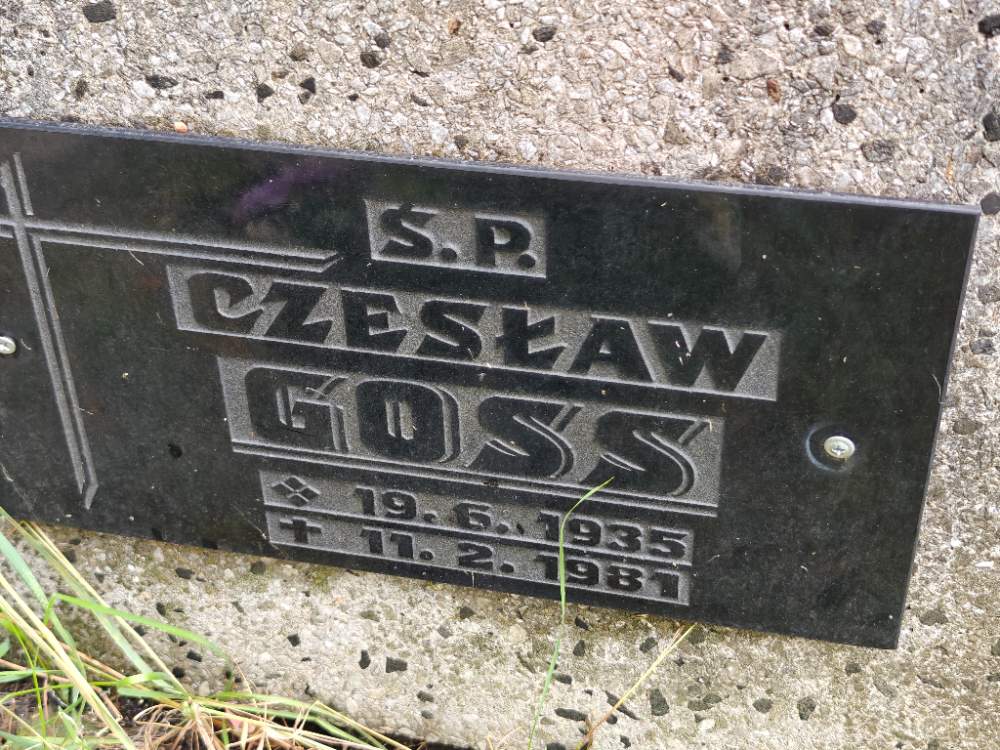 Ś.P.
CZESŁAW
GOSS
19.6.1935
11.2.1981